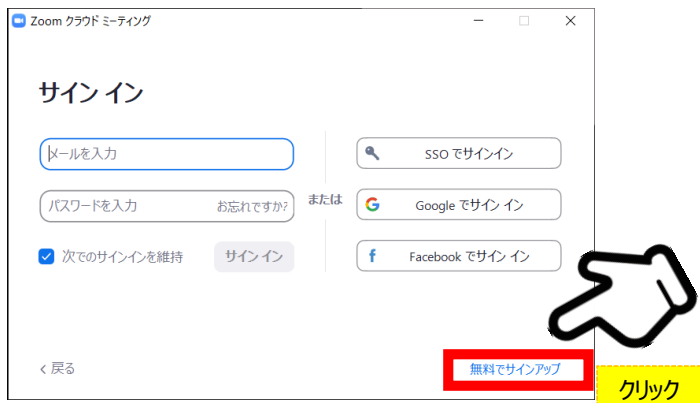 Zoom クラウド ミーティング
サイン イン
メールを入力
パスワードを入力 お忘れですか?
次でのサインインを維持 サイン イン
または
SSO でサインイン
Google でサイン イン
Facebook でサイン イン
戻る
無料でサインアップ
クリック